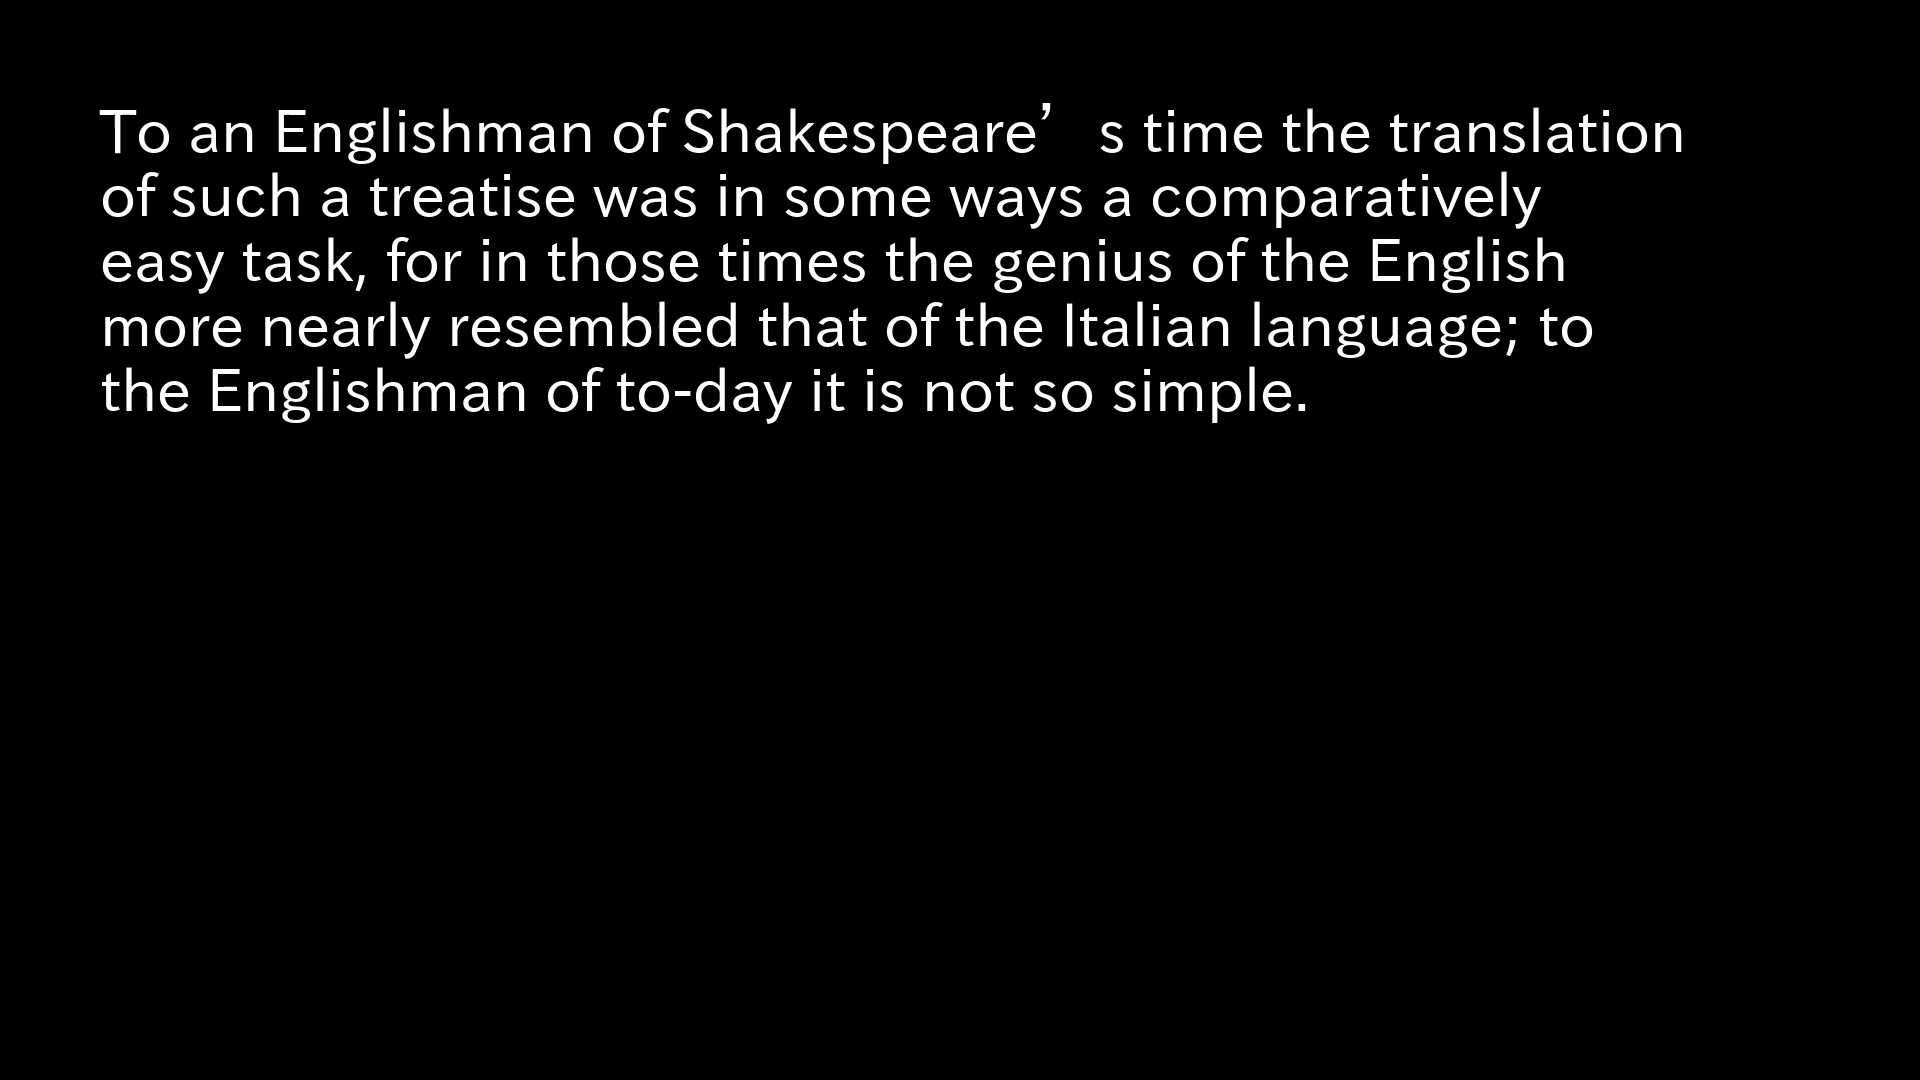 To an Englishman of Shakespeare’s time the translation
of such a treatise was in some ways a comparatively
easy task, for in those times the genius of the English
more nearly resembled that of the Italian language; to
the Englishman of to-day it is not so simple.